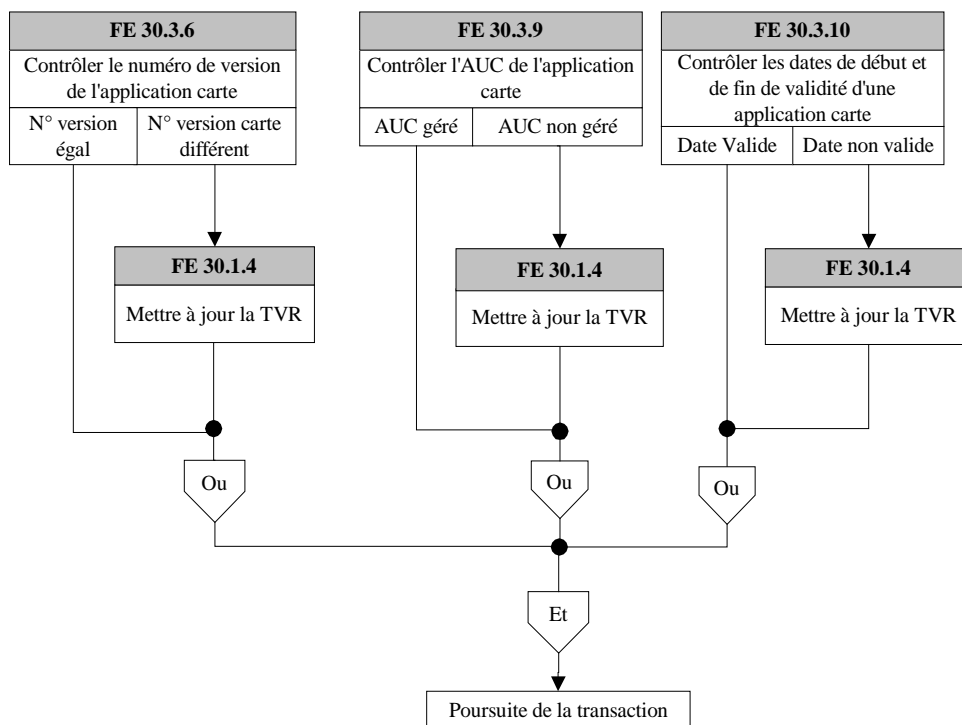 FE 30.3.6
Contrôler le numéro de version
de l'application carte
N° version
égal
N° version carte
différent
FE 30.3.9
Contrôler l'AUC de l'application
carte
AUC géré
AUC non géré
FE 30.3.10
Contrôler les dates de début et
de fin de validité d'une
application carte
Date Valide
Date non valide
FE 30.1.4
Mettre à jour la TVR
FE 30.1.4
Mettre à jour la TVR
FE 30.1.4
Mettre à jour la TVR
Ou
Ou
Ou
Et
Poursuite de la transaction